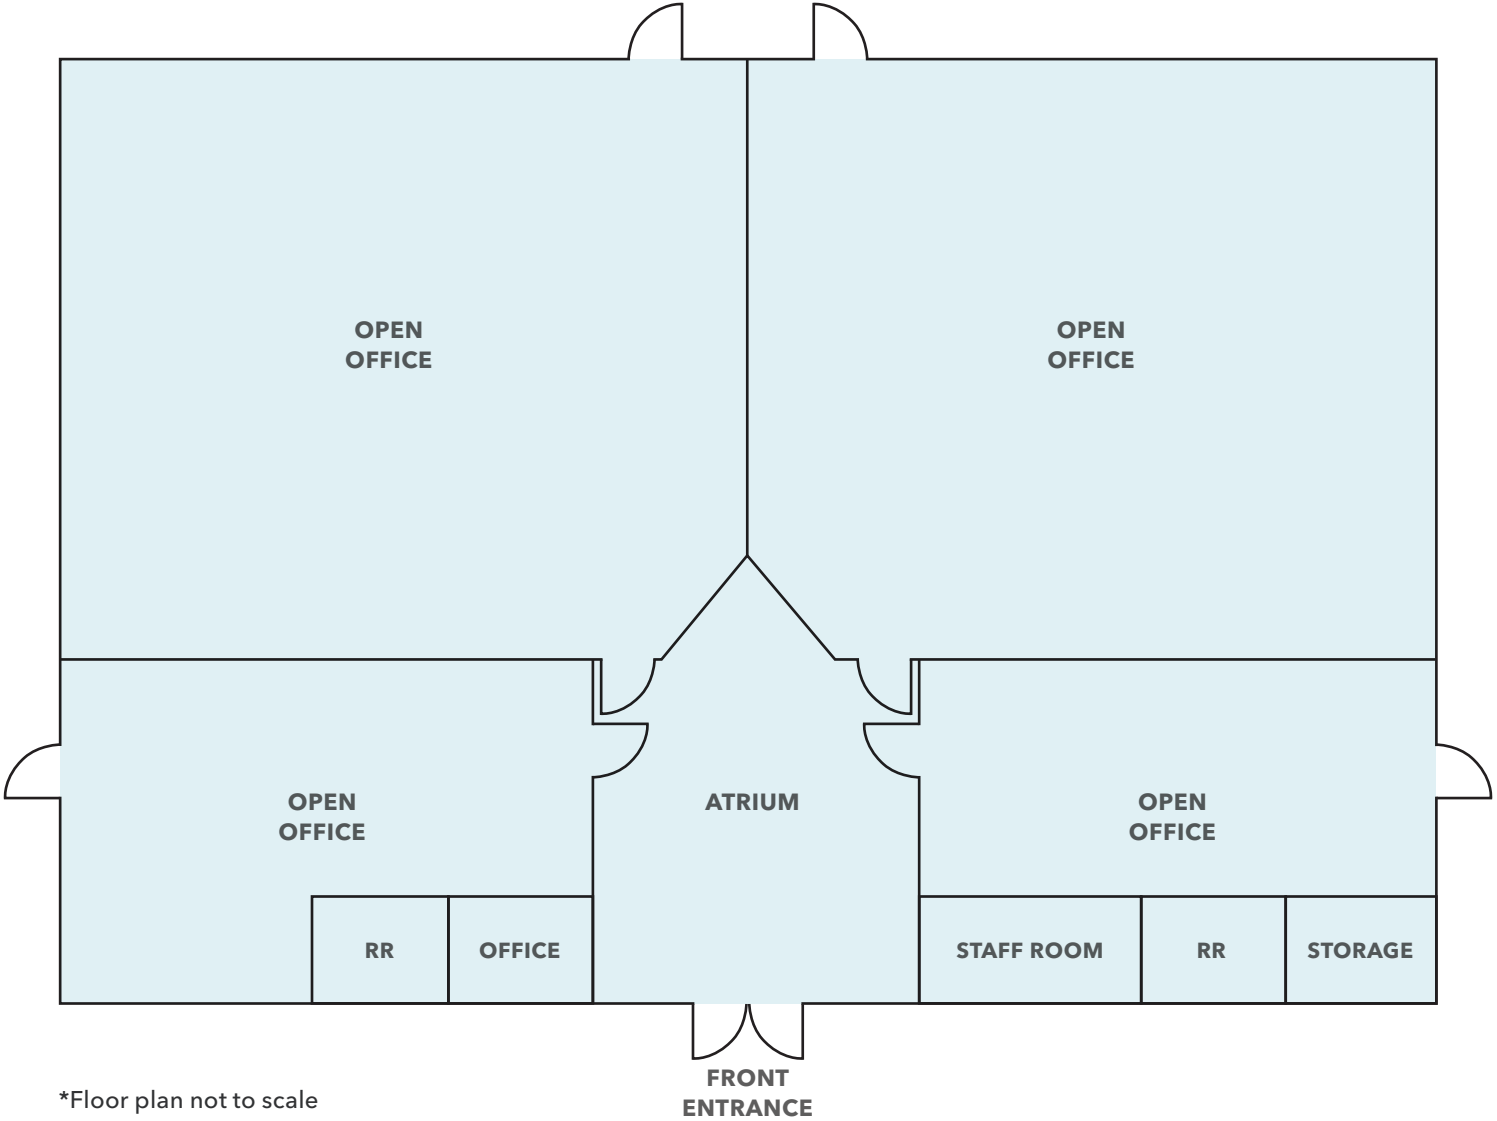 OPEN
OFFICE
OPEN
OFFICE
OPEN
OFFICE
ATRIUM
OPEN
OFFICE
RR
OFFICE
STAFF ROOM
RR
STORAGE
FRONT
ENTRANCE
*Floor plan not to scale